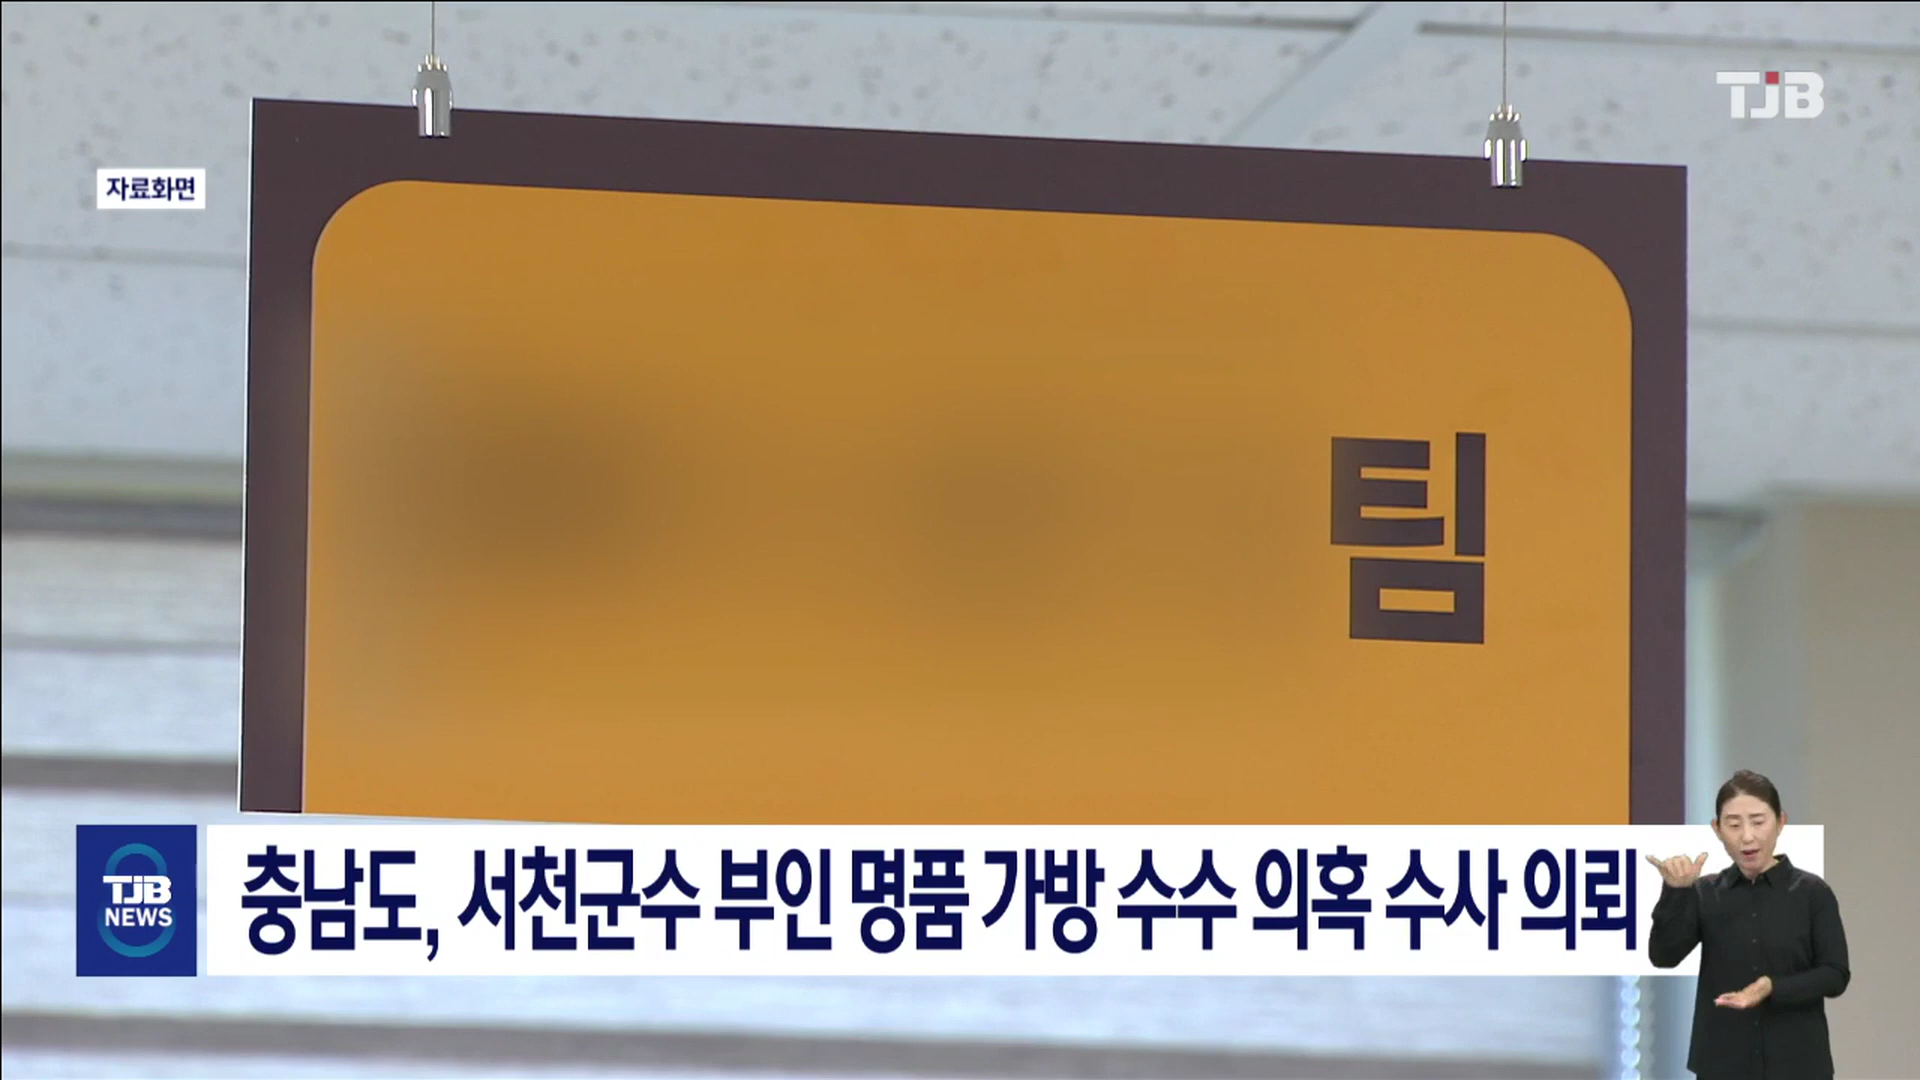 TJB
자료화면
팀
TJB
NEWS
충남도, 서천군수 부인 명품 가방 수수 의혹 수사 의뢰